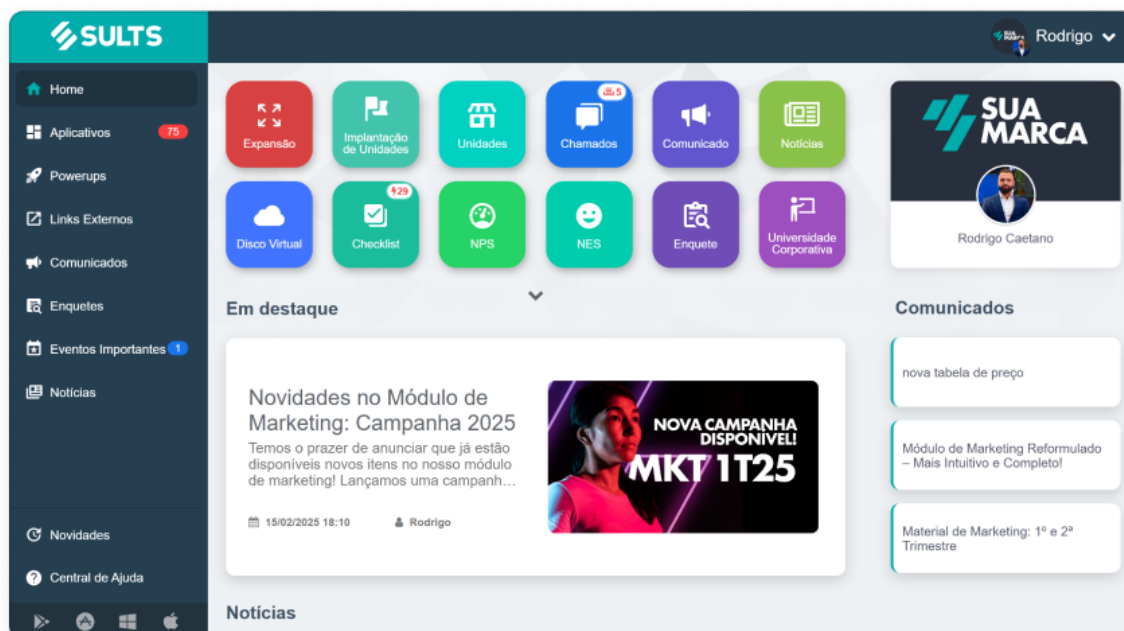 SULTS
Rodrigo
Home
Aplicativos 75
Powerups
Links Externos
Comunicados
Enquetes
Eventos Importantes 1
Notícias
Novidades
Central de Ajuda
Expansão
Implantação
de Unidades
Unidades
5
Chamados
Comunicado
Notícias
Disco Virtual
29
Checklist
NPS
NES
Enquete
Universidade
Corporativa
SUA
MARCA
Rodrigo Caetano
Em destaque
Novidades no Módulo de
Marketing: Campanha 2025
Temos o prazer de anunciar que já estão
disponíveis novos itens no nosso módulo
de marketing! Lançamos uma campanh...
15/02/2025 18:10 Rodrigo
NOVA CAMPANHA
DISPONÍVEL!
MKT 1T25
Comunicados
nova tabela de preço
Módulo de Marketing Reformulado
– Mais Intuitivo e Completo!
Material de Marketing: 1º e 2ª
Trimestre
Notícias